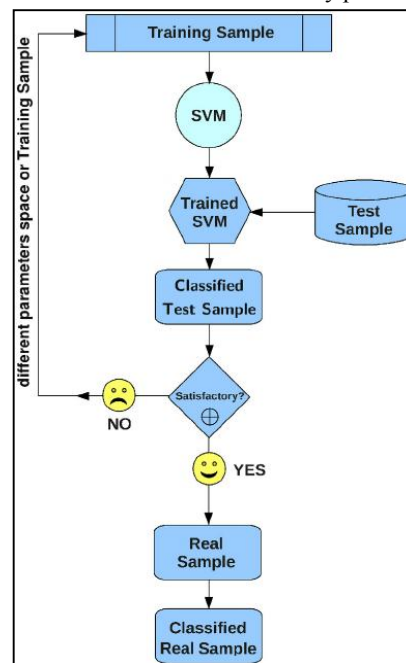 Training Sample
SVM
Trained
SVM
Test
Sample
Classified
Test Sample
Satisfactory?
NO
YES
Real
Sample
Classified
Real Sample
different parameters space or Training Sample